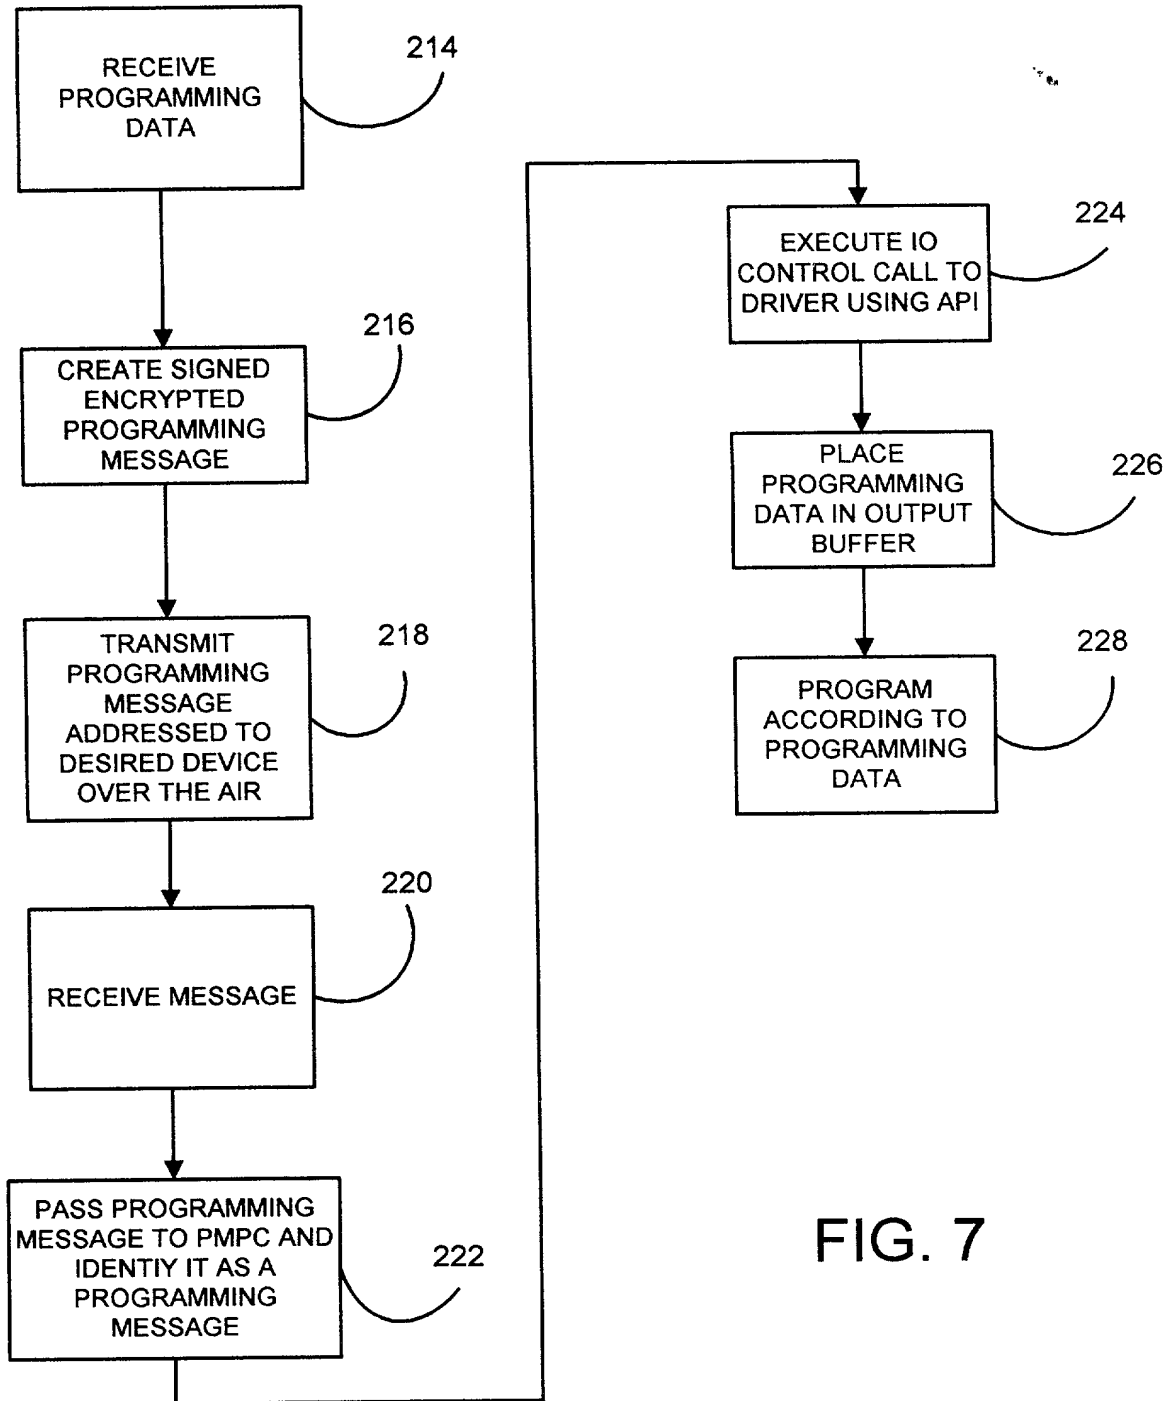 RECEIVE
PROGRAMMING
DATA
214
CREATE SIGNED
ENCRYPTED
PROGRAMMING
MESSAGE
216
TRANSMIT
PROGRAMMING
MESSAGE
ADDRESSED TO
DESIRED DEVICE
OVER THE AIR
218
RECEIVE MESSAGE
220
PASS PROGRAMMING
MESSAGE TO PMPC AND
IDENTIY IT AS A
PROGRAMMING
MESSAGE
222
EXECUTE IO
CONTROL CALL TO
DRIVER USING API
224
PLACE
PROGRAMMING
DATA IN OUTPUT
BUFFER
226
PROGRAM
ACCORDING TO
PROGRAMMING
DATA
228
FIG. 7